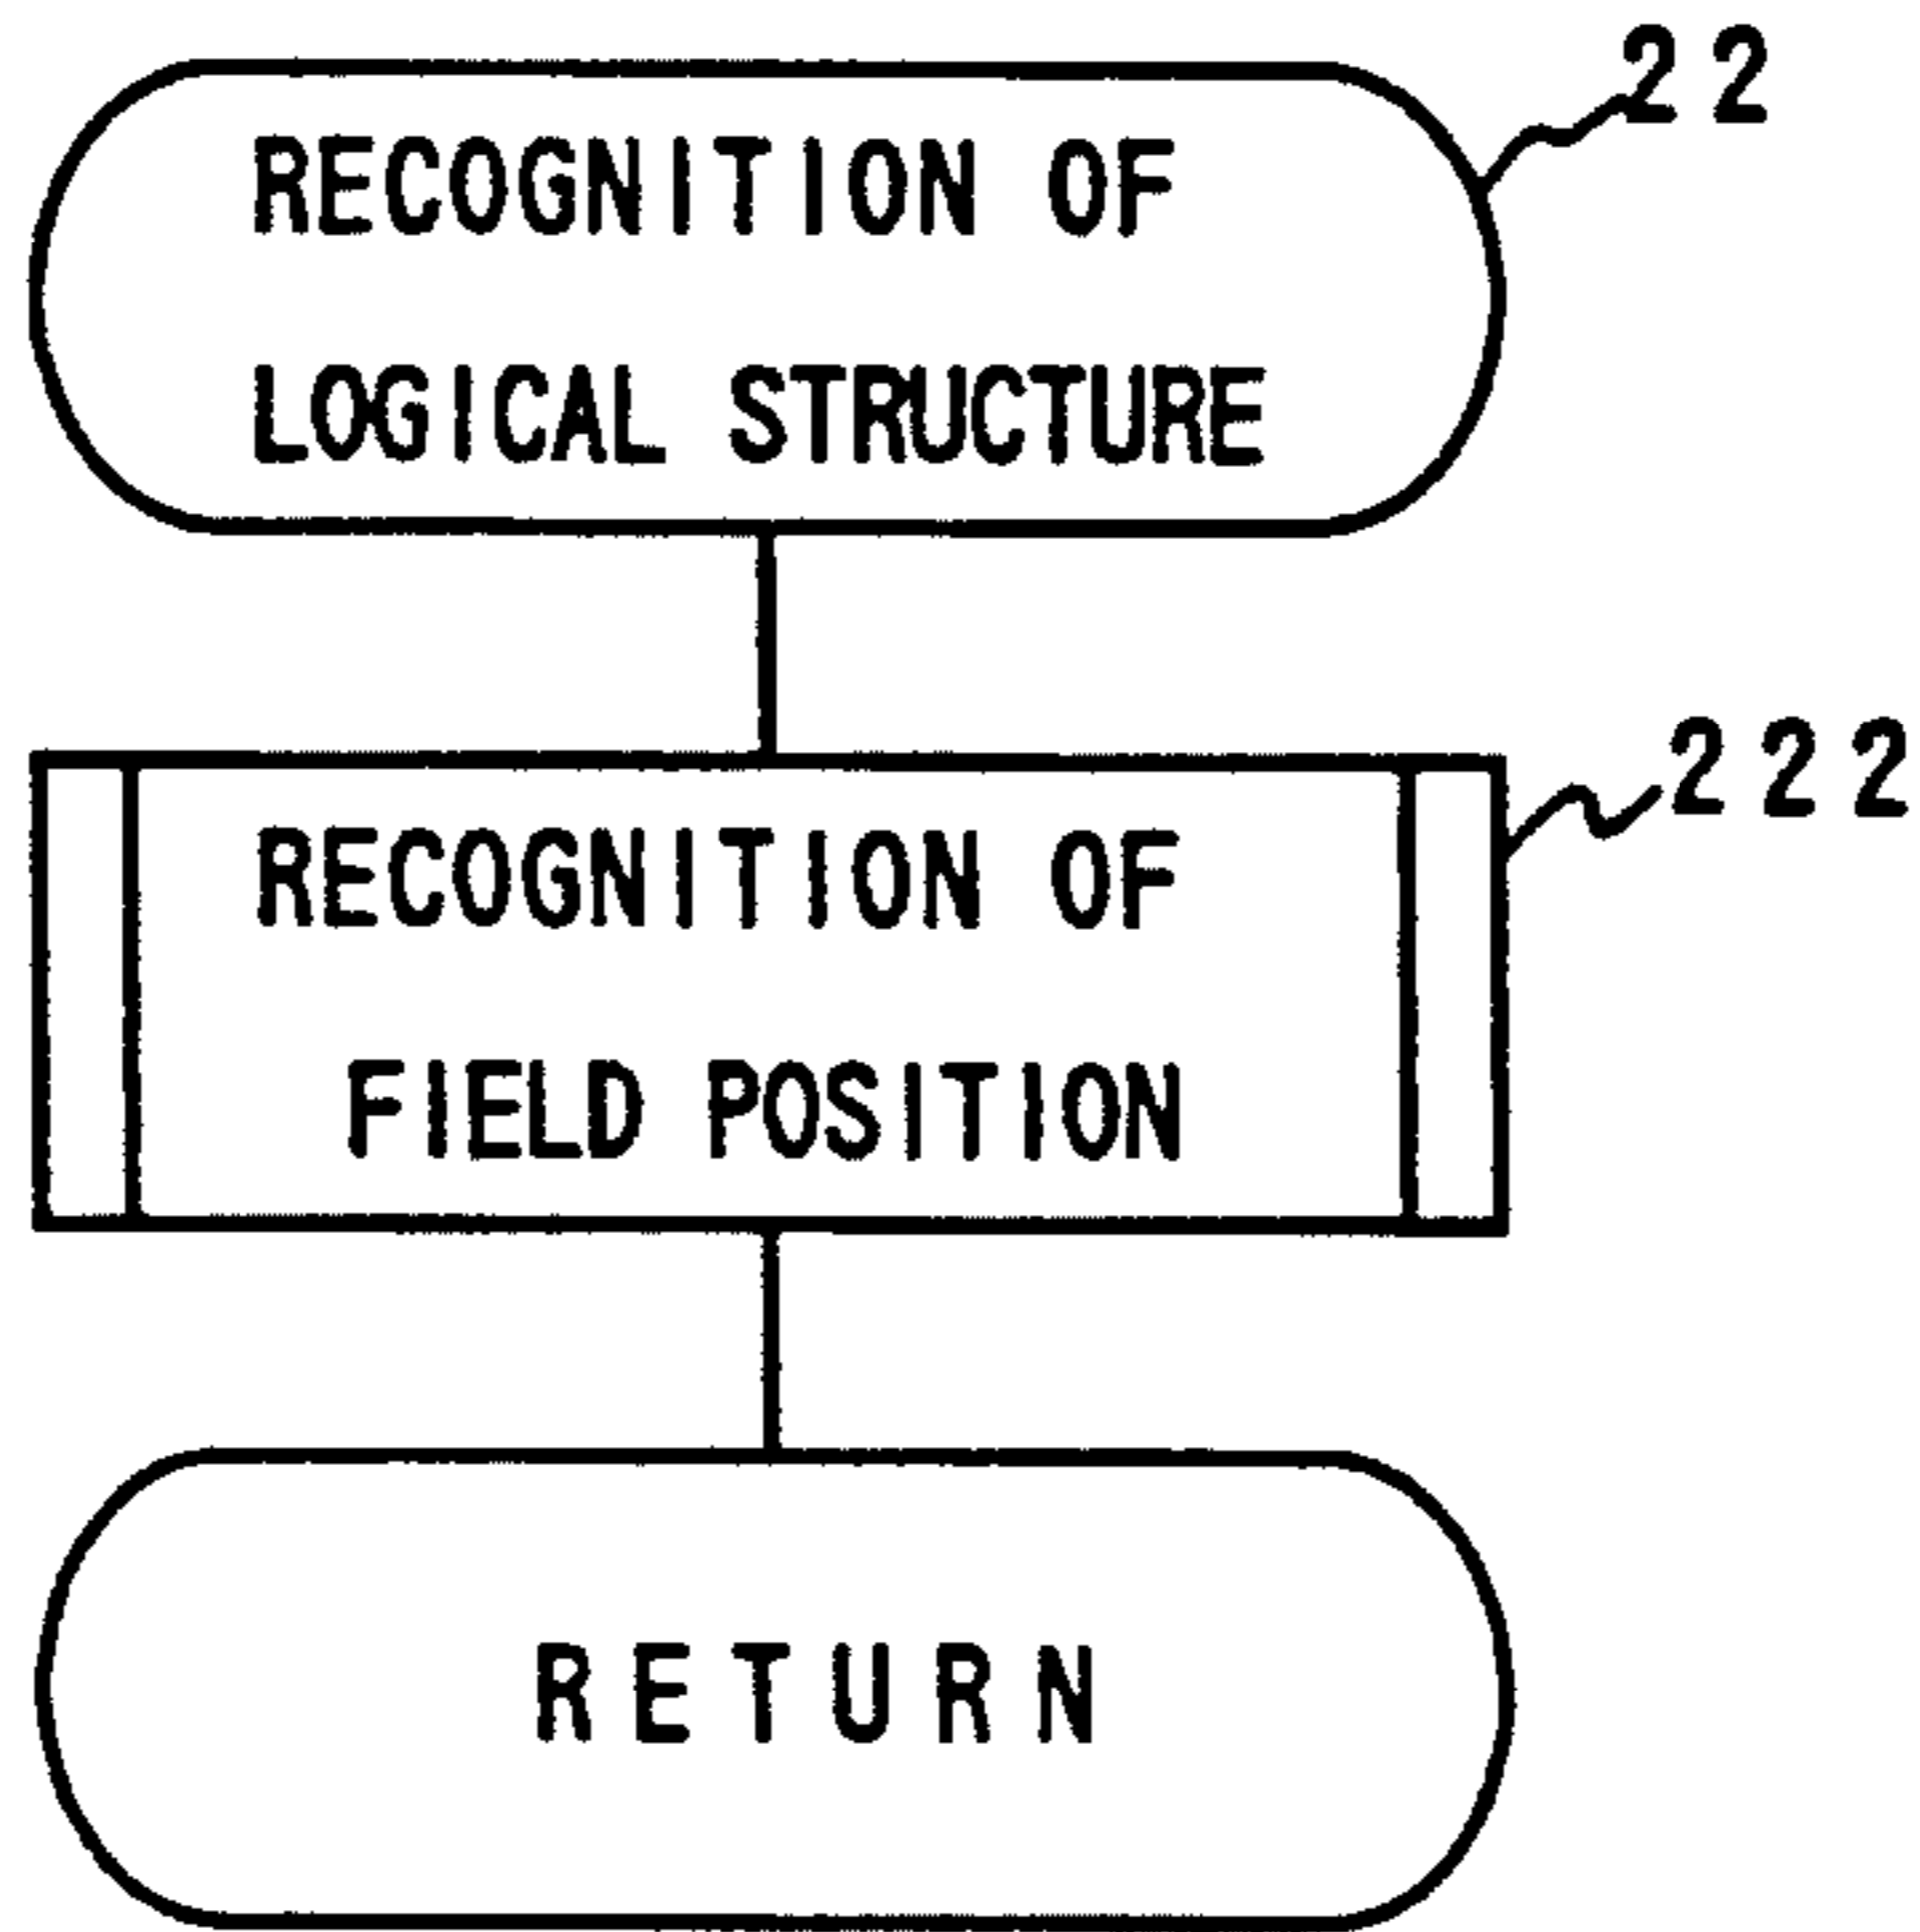 22
RECOGNITION OF
LOGICAL STRUCTURE
222
RECOGNITION OF
FIELD POSITION
RETURN